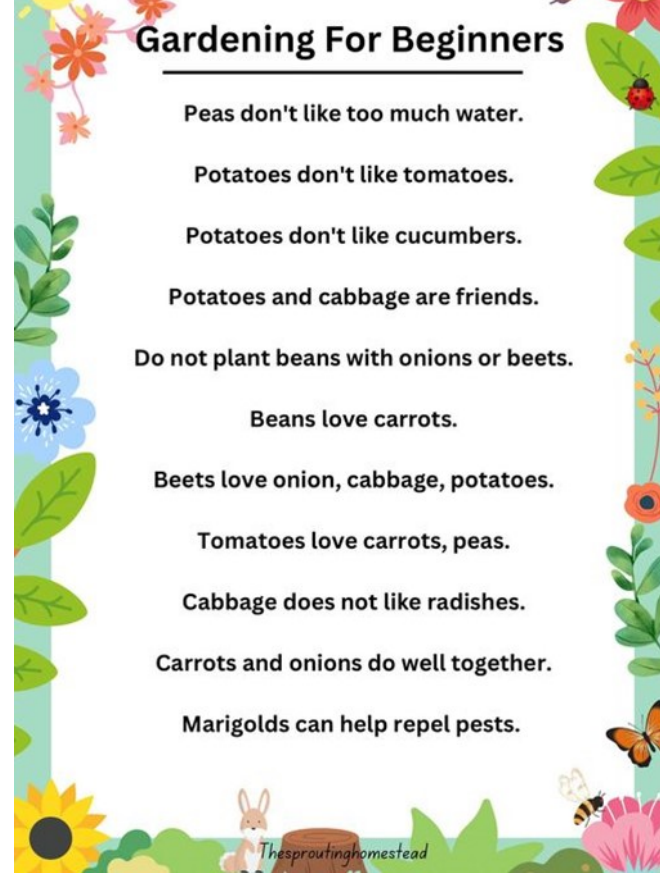 Gardening For Beginners
Peas don't like too much water.
Potatoes don't like tomatoes.
Potatoes don't like cucumbers.
Potatoes and cabbage are friends.
Do not plant beans with onions or beets.
Beans love carrots.
Beets love onion, cabbage, potatoes.
Tomatoes love carrots, peas.
Cabbage does not like radishes.
Carrots and onions do well together.
Marigolds can help repel pests.
Thesproutinghomestead